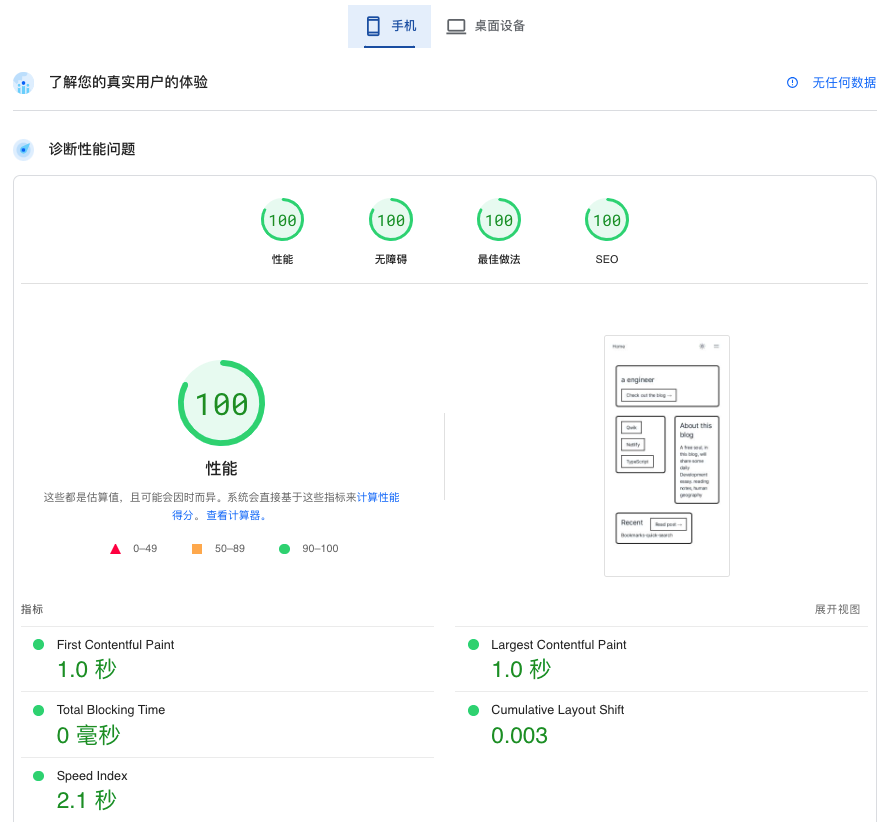 手机
桌面设备
了解您的真实用户的体验
无任何数据
诊断性能问题
100
100
100
100
性能
无障碍
最佳做法
SEO
100
性能
这些都是估算值，且可能会因时而异。系统会直接基于这些指标来计算性能
得分。查看计算器。
0–49
50–89
90–100
Home
a engineer
Check out the blog →
Qwik
Netlify
TypeScript
About this
blog
A free soul, in
this blog, will
share some
daily
Development
essay, reading
notes, human
geography
Recent
Read post →
Bookmarks-quick-search
指标
展开视图
First Contentful Paint
1.0 秒
Largest Contentful Paint
1.0 秒
Total Blocking Time
0 毫秒
Cumulative Layout Shift
0.003
Speed Index
2.1 秒